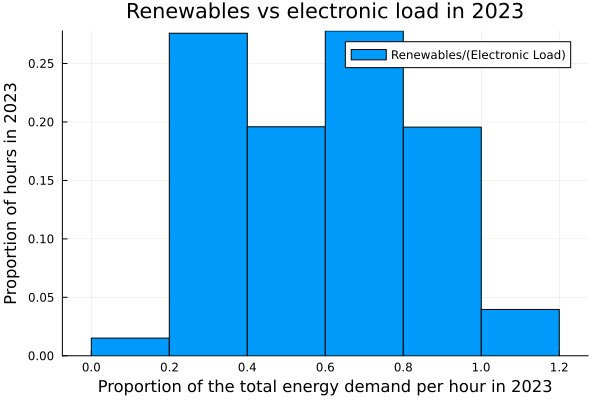 Renewables vs electronic load in 2023
Renewables/(Electronic Load)
Proportion of hours in 2023
0.25
0.20
0.15
0.10
0.05
0.00
0.0 0.2 0.4 0.6 0.8 1.0 1.2
Proportion of the total energy demand per hour in 2023